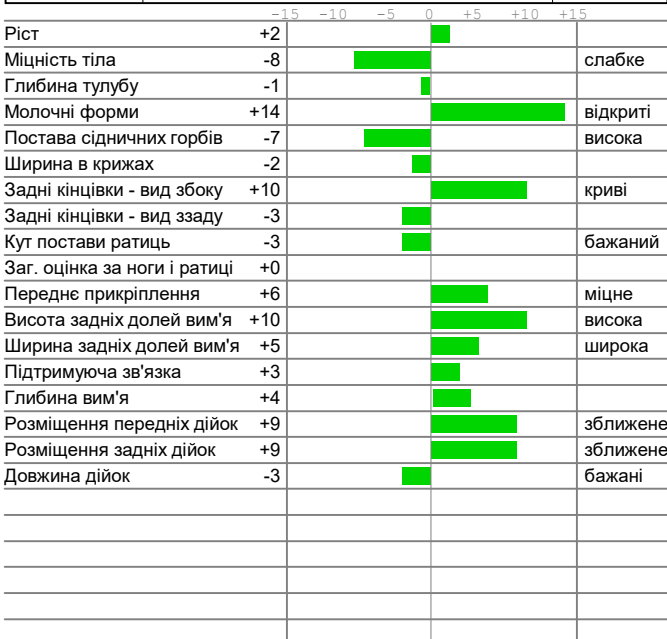 -15 -10 -5 0 +5 +10 +15
Ріст +2
Міцність тіла -8 слабке
Глибина тулубу -1
Молочні форми +14 відкриті
Постава сідничних горбів -7 висока
Ширина в крижах -2
Задні кінцівки - вид збоку +10 криві
Задні кінцівки - вид ззаду -3
Кут постави ратиць -3 бажаний
Заг. оцінка за ноги і ратиці +0
Переднє прикріплення +6 міцне
Висота задніх долей вим'я +10 висока
Ширина задніх долей вим'я +5 широка
Підтримуюча зв'язка +3
Глибина вим'я +4
Розміщення передніх дійок +9 зближене
Розміщення задніх дійок +9 зближене
Довжина дійок -3 бажані